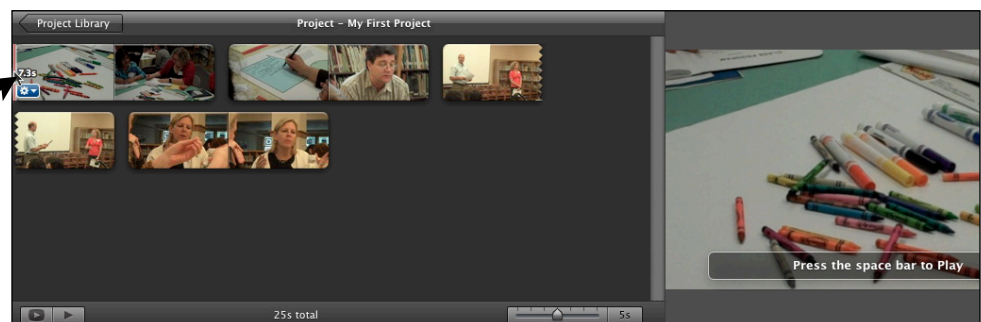 Project Library
Project – My First Project
7.3s
Press the space bar to Play
25s total
5s